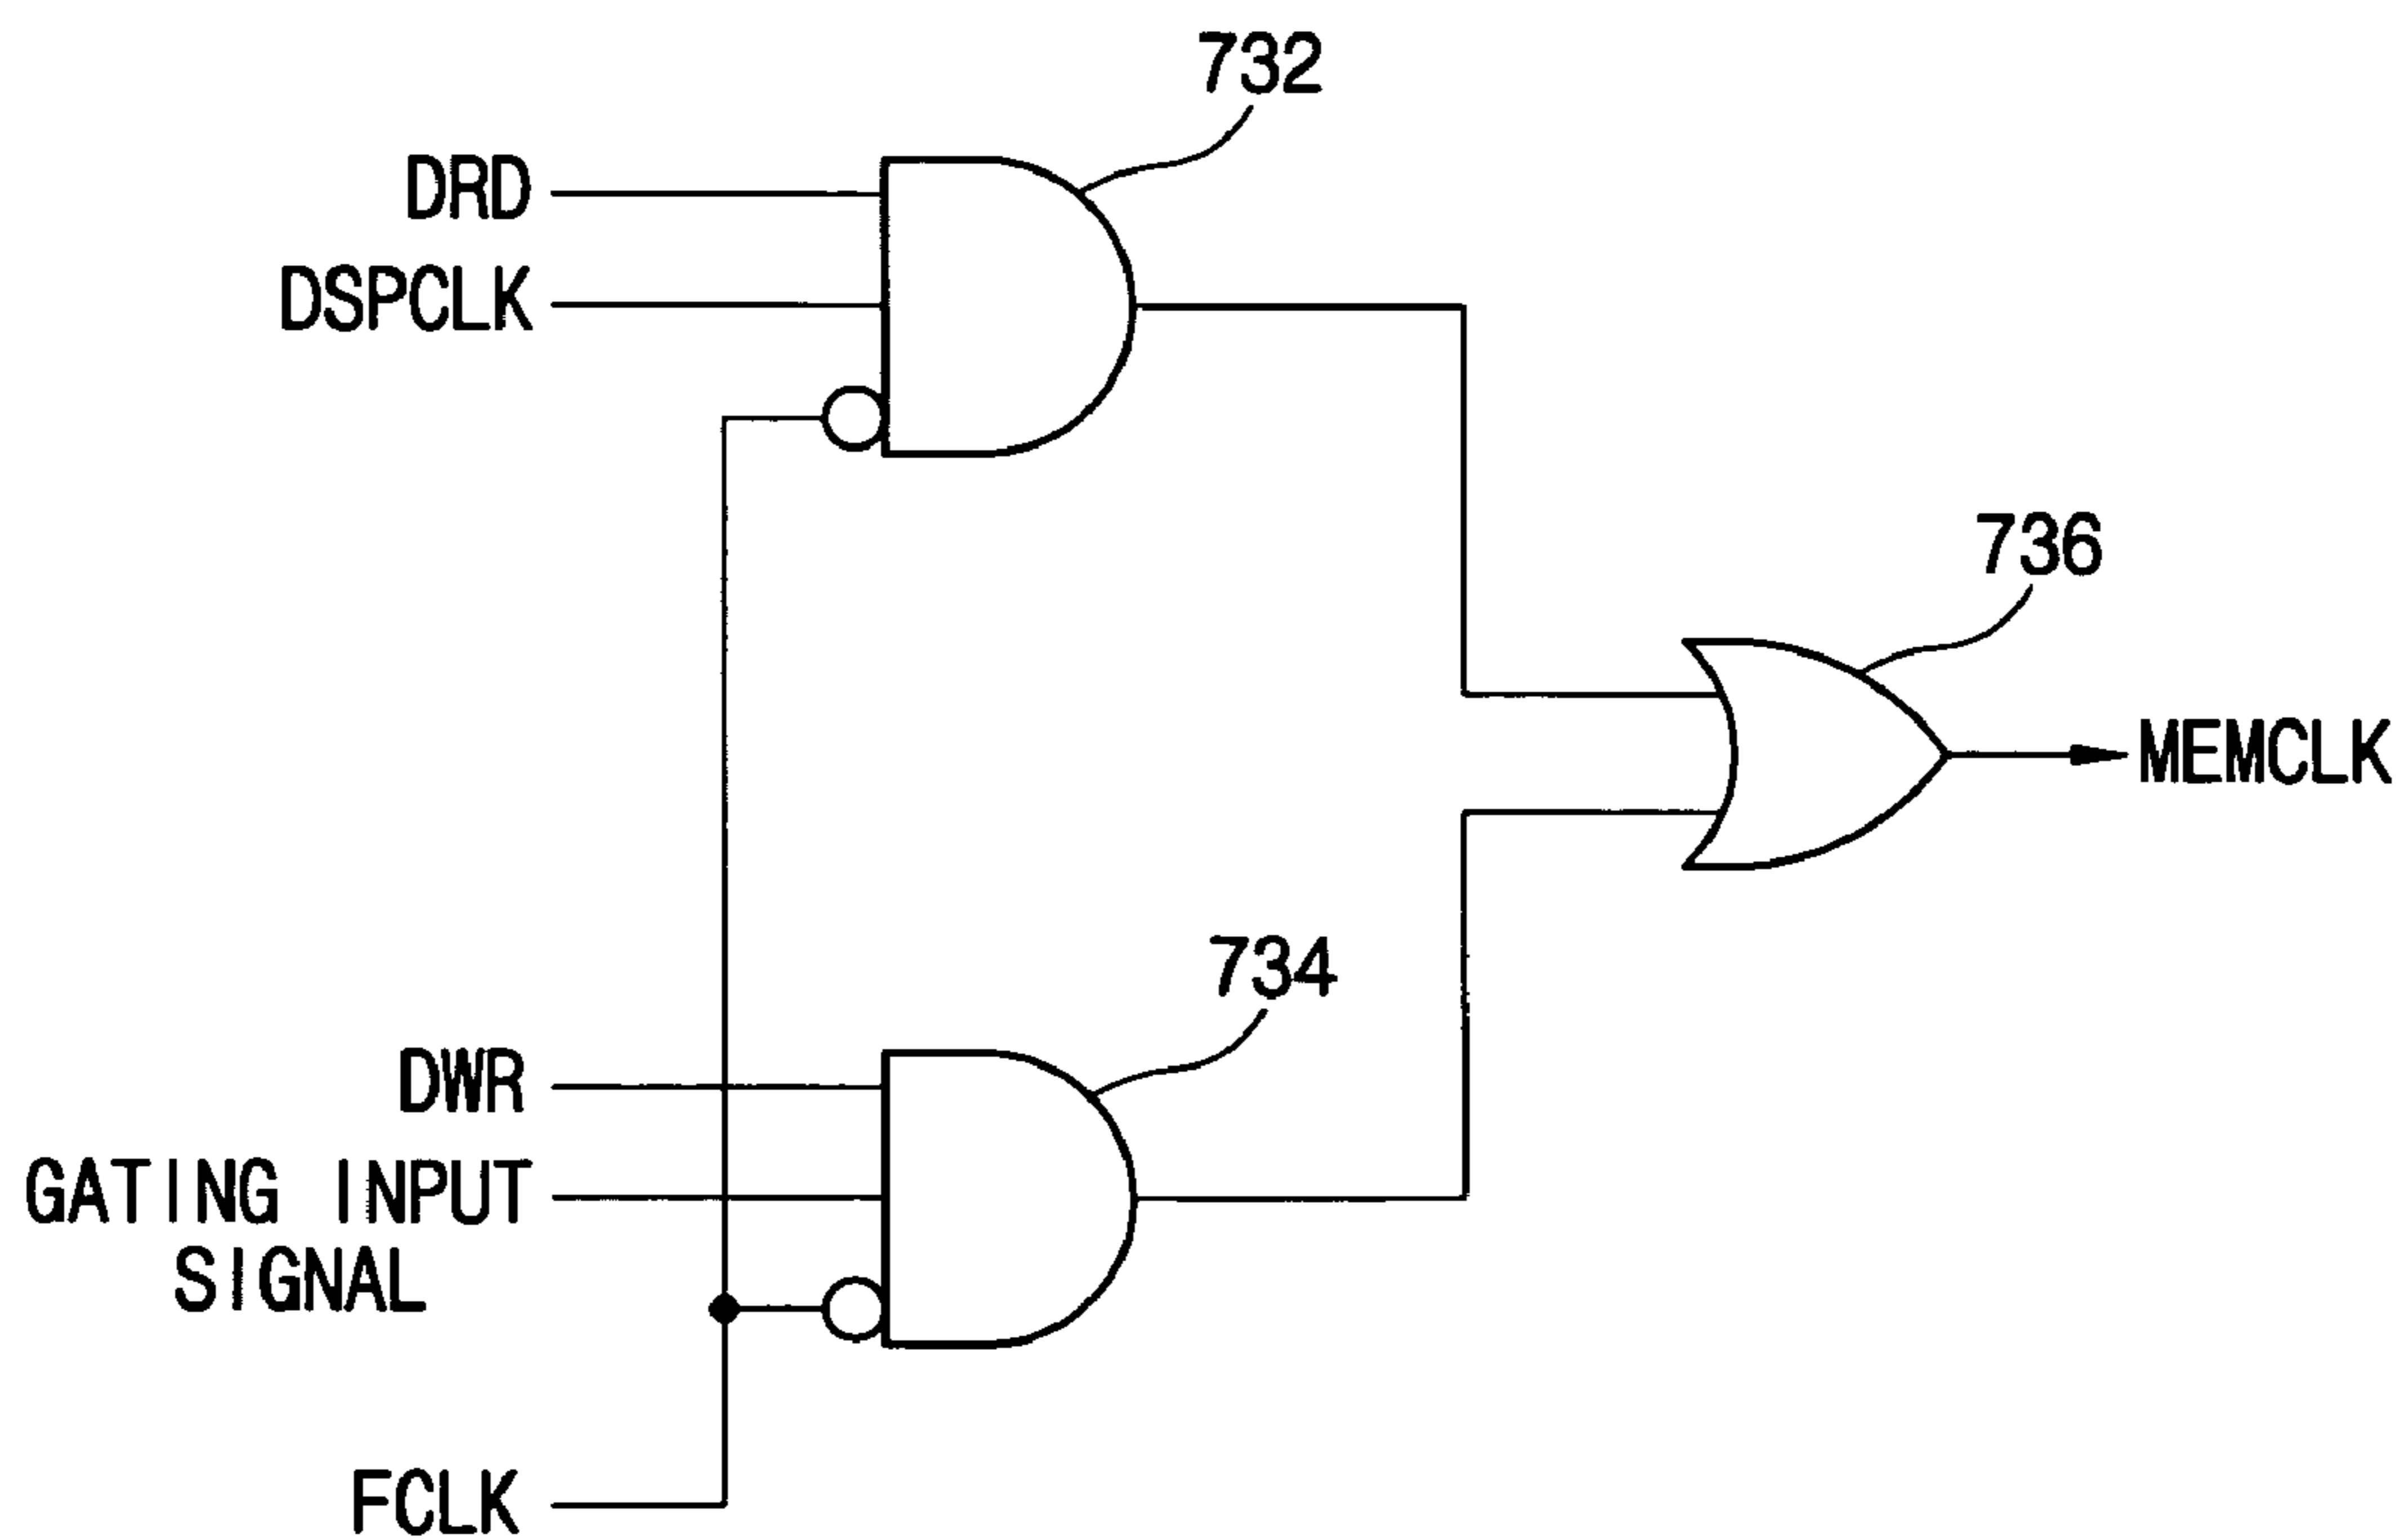 732
DRD
DSPCLK
736
MEMCLK
734
DWR
GATING INPUT
SIGNAL
FCLK